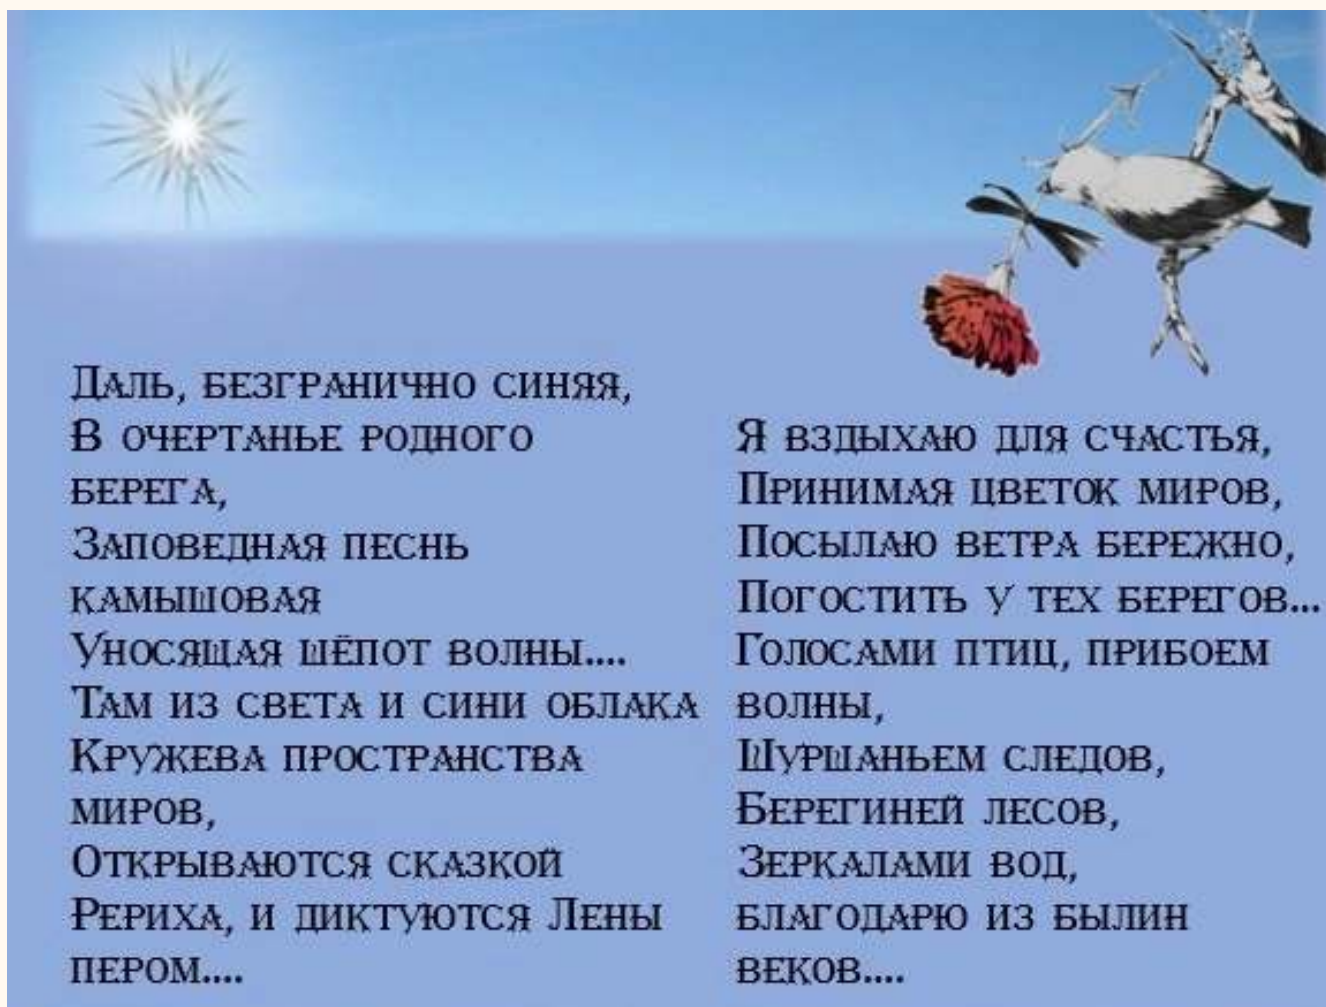 Даль, безгранично синяя,
В очертанье родного
берега,
Заповедная песнь
камышовая
Уносящая шёпот волны....
Там из света и сини облака
Кружева пространства
миров,
Открываются сказкой
Рериха, и диктуются Лены
пером....
Я вздыхаю для счастья,
Принимая цветок миров,
Посылаю ветра бережно,
Погостить у тех берегов...
Голосами птиц, прибоем
волны,
Шуршаньем следов,
Берегиней лесов,
Зеркалами вод,
благодарю из былин
веков....